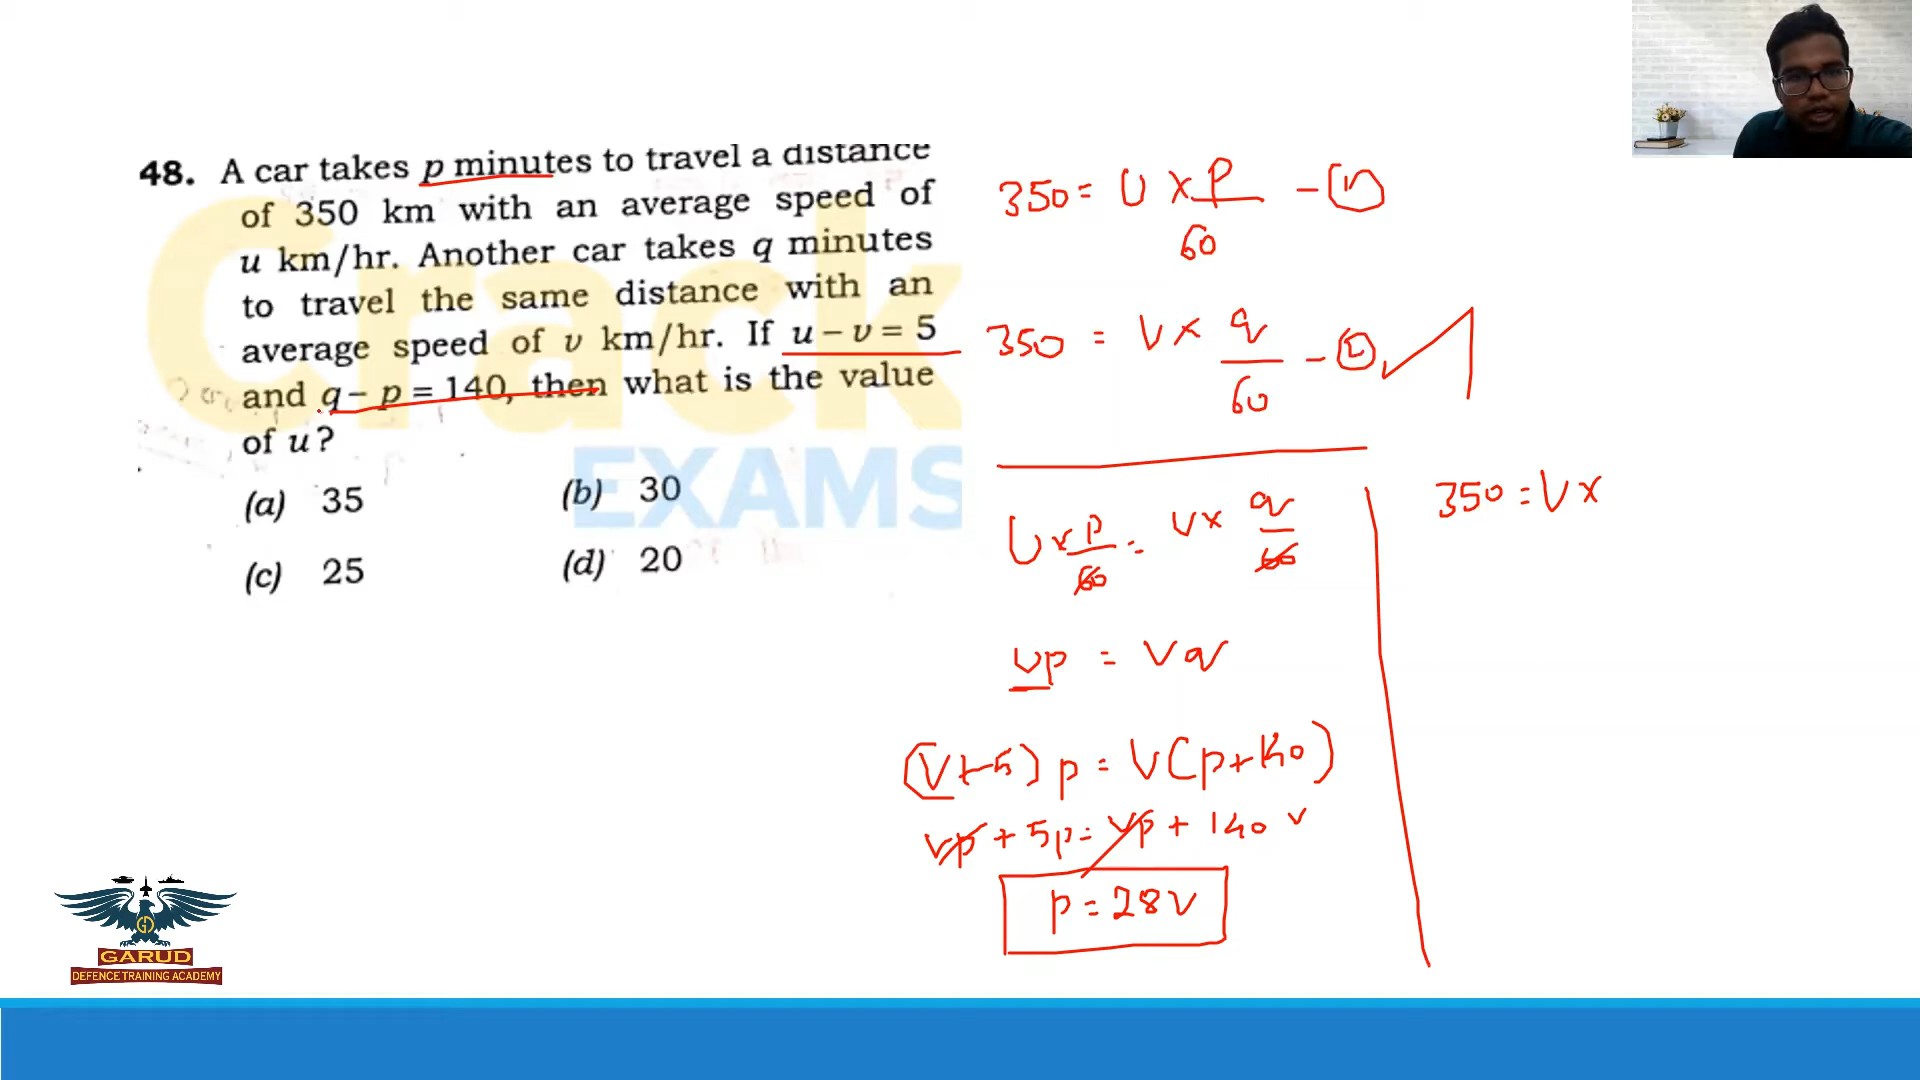 48. A car takes p minutes to travel a distance
of 350 km with an average speed of
u km/hr. Another car takes q minutes
to travel the same distance with an
average speed of v km/hr. If u – v = 5
and q – p = 140, then what is the value
of u?
(a) 35 (b) 30
(c) 25 (d) 20
Crack
EXAMS
350 = U × p/60 – ①
350 = V × q/60 – ②
U × p/60 = V × q/60
Up = Vq
(V+5) p = V(p+140)
Vp + 5p = Vp + 140 V
p = 28V
350 = V ×
GARUD
DEFENCE TRAINING ACADEMY